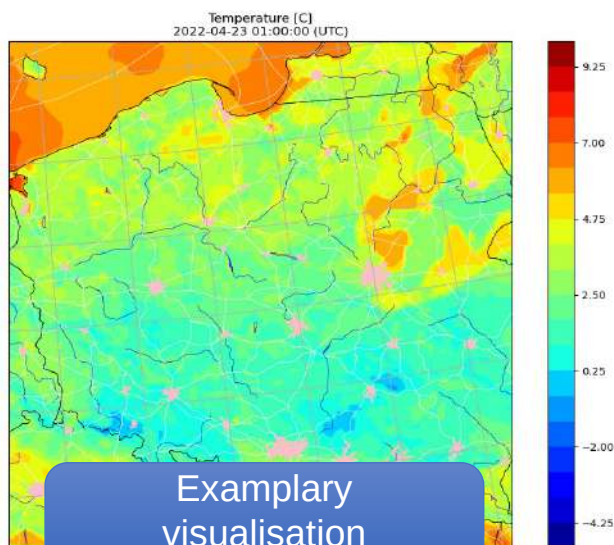 Temperature [C]
2022-04-23 01:00:00 (UTC)
9.25
7.00
4.75
2.50
0.25
−2.00
−4.25
Examplary
visualisation